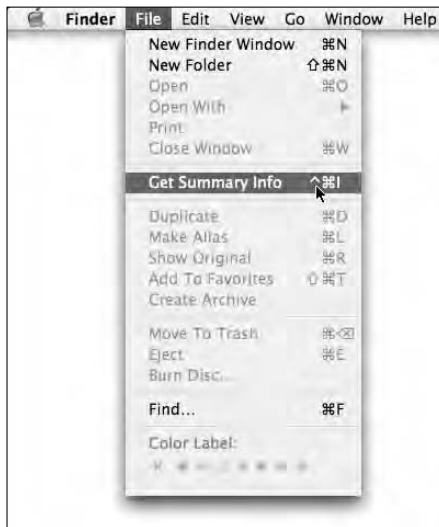 Finder File Edit View Go Window Help
New Finder Window ⌘N
New Folder ⇧⌘N
Open ⌘O
Open With ▶
Print
Close Window ⌘W
Get Summary Info ^⌘I
Duplicate ⌘D
Make Alias ⌘L
Show Original ⌘R
Add To Favorites ⇧⌘T
Create Archive
Move To Trash ⌘⌫
Eject ⌘E
Burn Disc...
Find... ⌘F
Color Label: